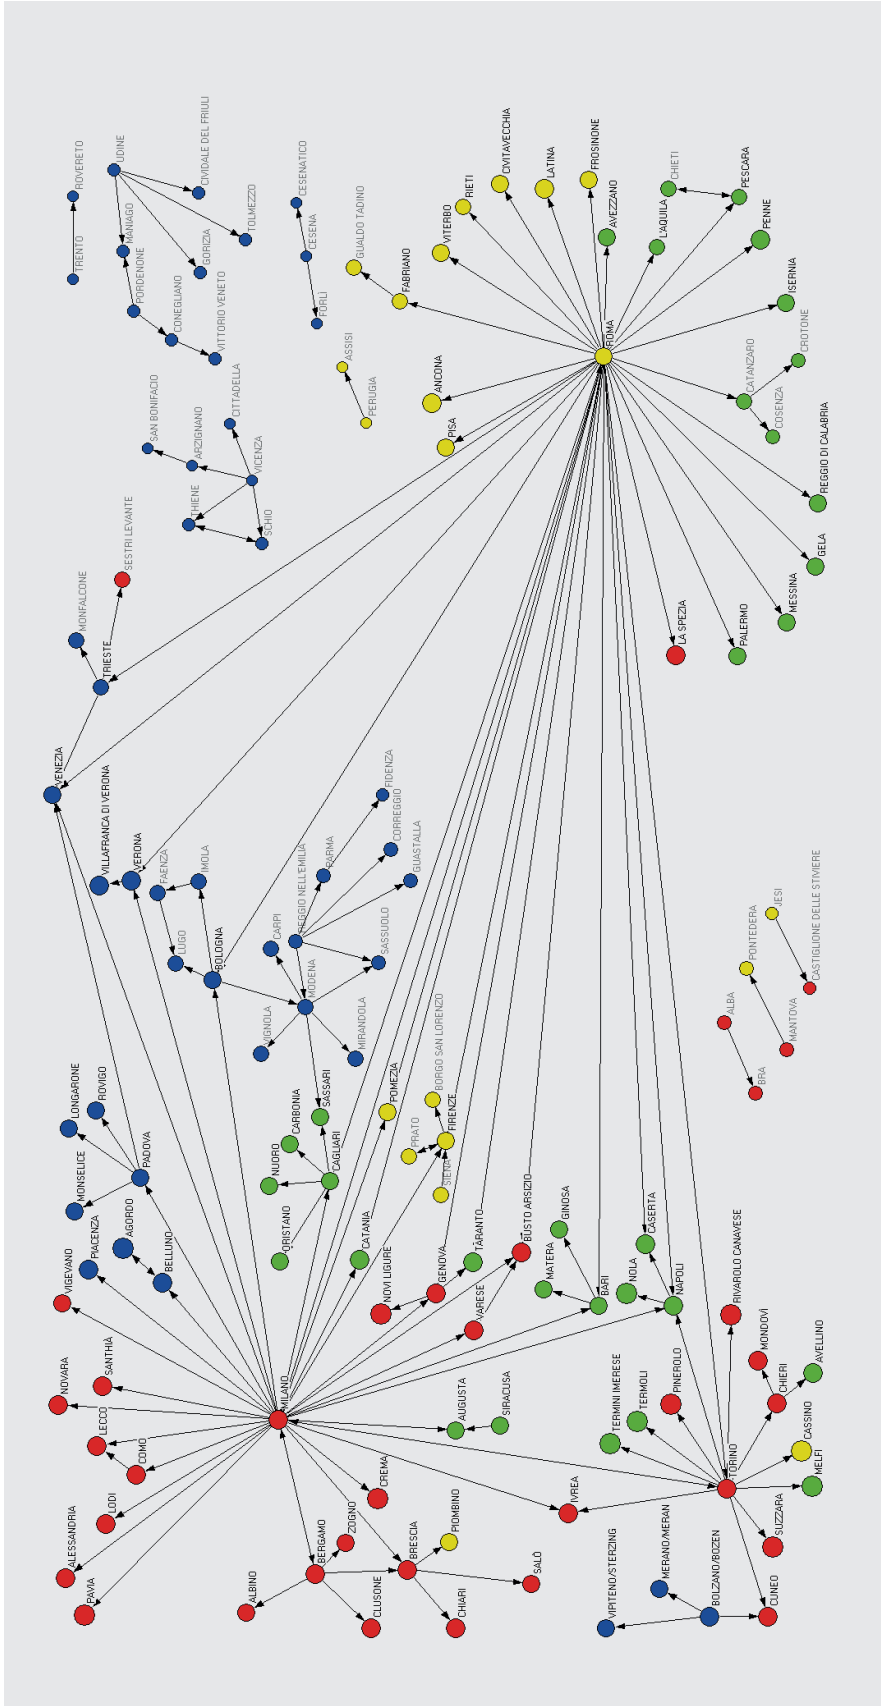 ROVERETO
TRENTO
UDINE
CIVIDALE DEL FRIULI
MANIAGO
TOLMEZZO
GORIZIA
PORDENONE
CONEGLIANO
VITTORIO VENETO
CESENATICO
CESENA
FORLÌ
GUALDO TADINO
FABRIANO
ASSISI
PERUGIA
VITERBO
RIETI
CIVITAVECCHIA
LATINA
FROSINONE
AVEZZANO
L'AQUILA
CHIETI
PESCARA
PENNE
ISERNIA
ROMA
ANCONA
PISA
CATANZARO
CROTONE
COSENZA
REGGIO DI CALABRIA
GELA
MESSINA
PALERMO
LA SPEZIA
SAN BONIFACIO
ARZIGNANO
CITTADELLA
VICENZA
THIENE
SCHIO
SESTRI LEVANTE
MONFALCONE
TRIESTE
VENEZIA
VILLAFRANCA DI VERONA
VERONA
FAENZA
IMOLA
LUGO
BOLOGNA
FIDENZA
PARMA
CORREGGIO
GUASTALLA
REGGIO NELL'EMILIA
CARPI
SASSUOLO
MODENA
VIGNOLA
MIRANDOLA
JESI
CASTIGLIONE DELLE STIVIERE
PONTEDERA
MANTOVA
ALBA
BRA
LONGARONE
ROVIGO
MONSELICE
PADOVA
AGORDO
BELLUNO
PIACENZA
VIGEVANO
SASSARI
CARBONIA
NUORO
CAGLIARI
ORISTANO
POMEZIA
BORGO SAN LORENZO
FIRENZE
PRATO
SIENA
CATANIA
NOVI LIGURE
GENOVA
TARANTO
BUSTO ARSIZIO
VARESE
GINOSA
MATERA
BARI
CASERTA
NOLA
NAPOLI
RIVAROLO CANAVESE
MONDOVÌ
CHIERI
AVELLINO
PINEROLO
TERMOLI
TERMINI IMERESE
CASSINO
MELFI
TORINO
SUZZARA
CUNEO
BOLZANO/BOZEN
MERANO/MERAN
VIPITENO/STERZING
IVREA
SIRACUSA
AUGUSTA
MILANO
SANTHIÀ
NOVARA
LECCO
COMO
LODI
ALESSANDRIA
PAVIA
CREMA
BERGAMO
ZOGNO
ALBINO
CLUSONE
BRESCIA
PIOMBINO
CHIARI
SALÒ